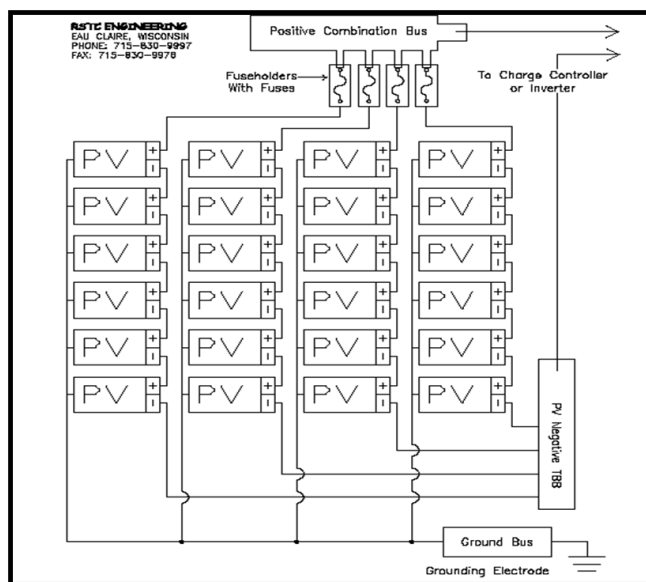 RSTC ENGINEERING
EAU CLAIRE, WISCONSIN
PHONE: 715-830-9997
FAX: 715-830-9976
Positive Combination Bus
Fuseholders
With Fuses
To Charge Controller
or Inverter
PV + - PV + - PV + - PV + -
PV + - PV + - PV + - PV + -
PV + - PV + - PV + - PV + -
PV + - PV + - PV + - PV + -
PV + - PV + - PV + - PV + -
PV + - PV + - PV + - PV + -
PV Negative TBB
Ground Bus
Grounding Electrode